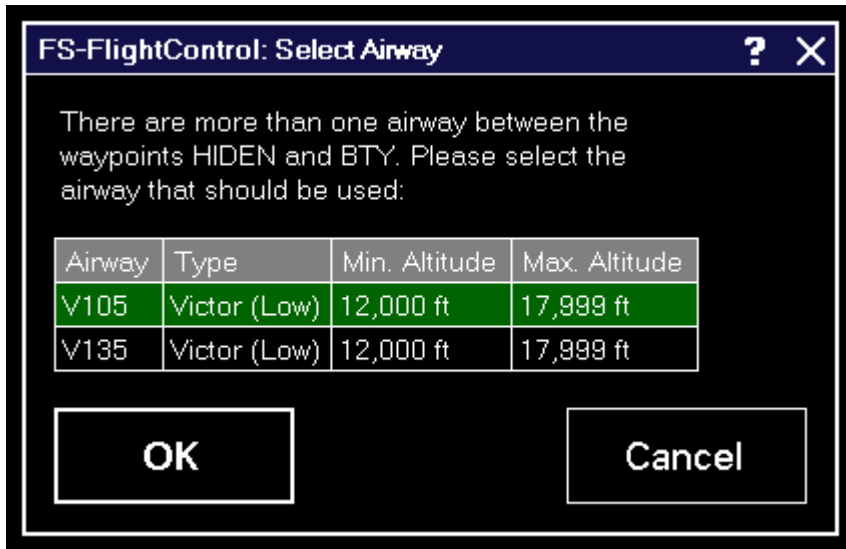 FS-FlightControl: Select Airway ? X
There are more than one airway between the
waypoints HIDEN and BTY. Please select the
airway that should be used:
Airway Type Min. Altitude Max. Altitude
V105 Victor (Low) 12,000 ft 17,999 ft
V135 Victor (Low) 12,000 ft 17,999 ft
OK Cancel